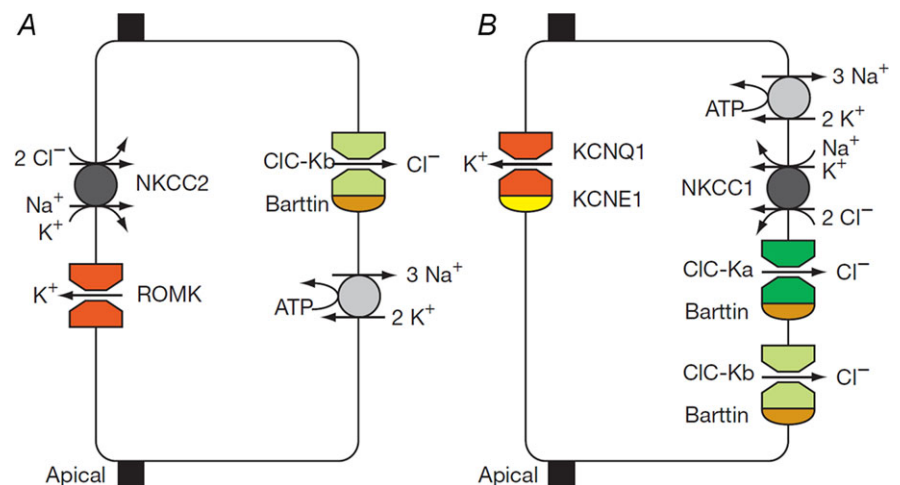 A
2 Cl⁻
NKCC2
Na⁺
K⁺
K⁺
ROMK
ClC-Kb
Cl⁻
Barttin
3 Na⁺
ATP
2 K⁺
Apical
B
3 Na⁺
ATP
2 K⁺
KCNQ1
K⁺
KCNE1
Na⁺
K⁺
NKCC1
2 Cl⁻
ClC-Ka
Cl⁻
Barttin
ClC-Kb
Cl⁻
Barttin
Apical